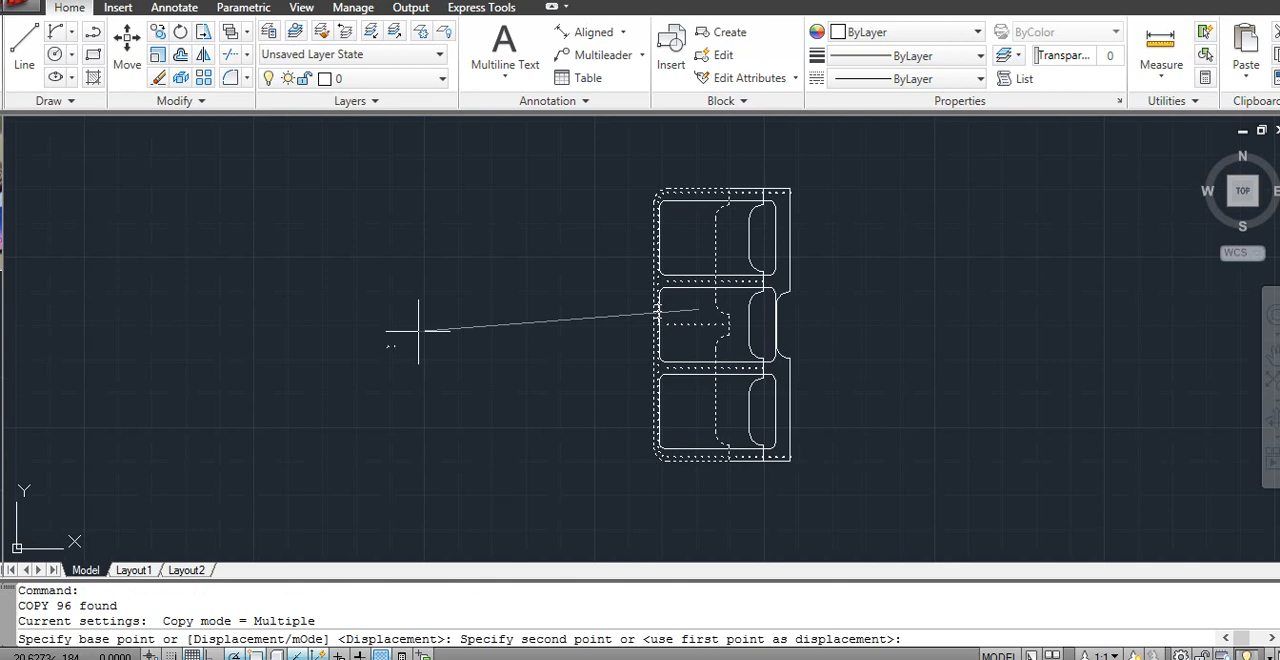 Home Insert Annotate Parametric View Manage Output Express Tools
Line Move Unsaved Layer State 0 Multiline Text Aligned Multileader Table Insert Create Edit Edit Attributes ByLayer ByLayer ByLayer ByColor Transpar... 0 List Measure Paste
Draw Modify Layers Annotation Block Properties Utilities Clipboard
N
W TOP E
S
WCS
Y
X
Model Layout1 Layout2
Command:
COPY 96 found
Current settings:  Copy mode = Multiple
Specify base point or [Displacement/mOde] <Displacement>: Specify second point or <use first point as displacement>:
MODEL 1:1